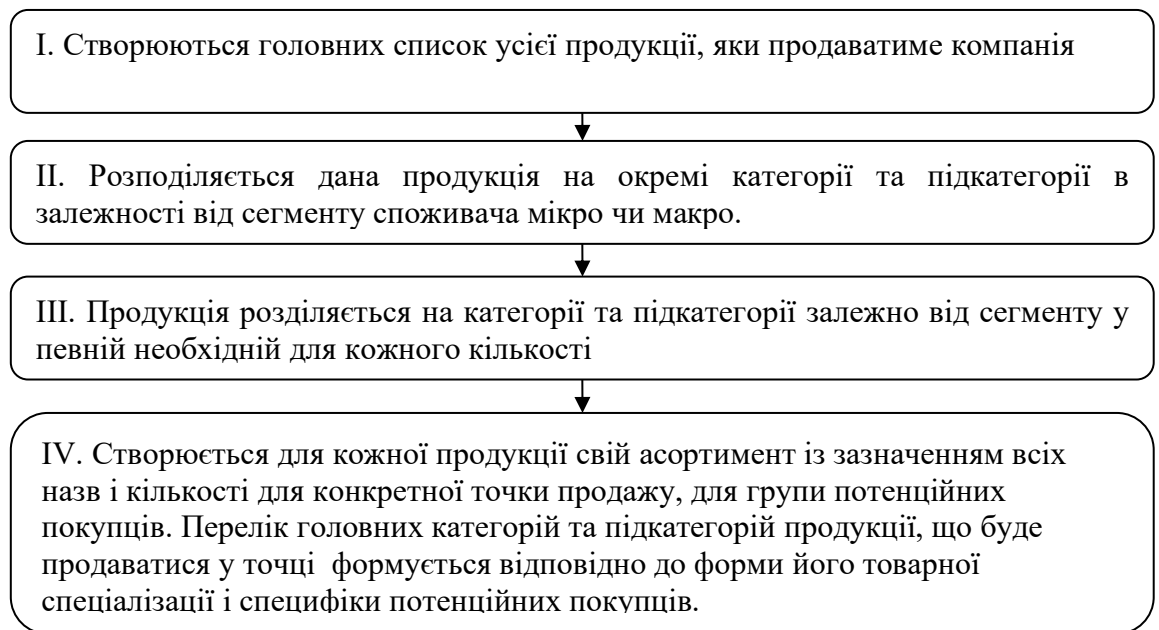 І. Створюються головних список усієї продукції, яки продаватиме компанія
ІІ. Розподіляється дана продукція на окремі категорії та підкатегорії в
залежності від сегменту споживача мікро чи макро.
ІІІ. Продукція розділяється на категорії та підкатегорії залежно від сегменту у
певній необхідній для кожного кількості
IV. Створюється для кожної продукції свій асортимент із зазначенням всіх
назв і кількості для конкретної точки продажу, для групи потенційних
покупців. Перелік головних категорій та підкатегорій продукції, що буде
продаватися у точці формується відповідно до форми його товарної
спеціалізації і специфіки потенційних покупців.